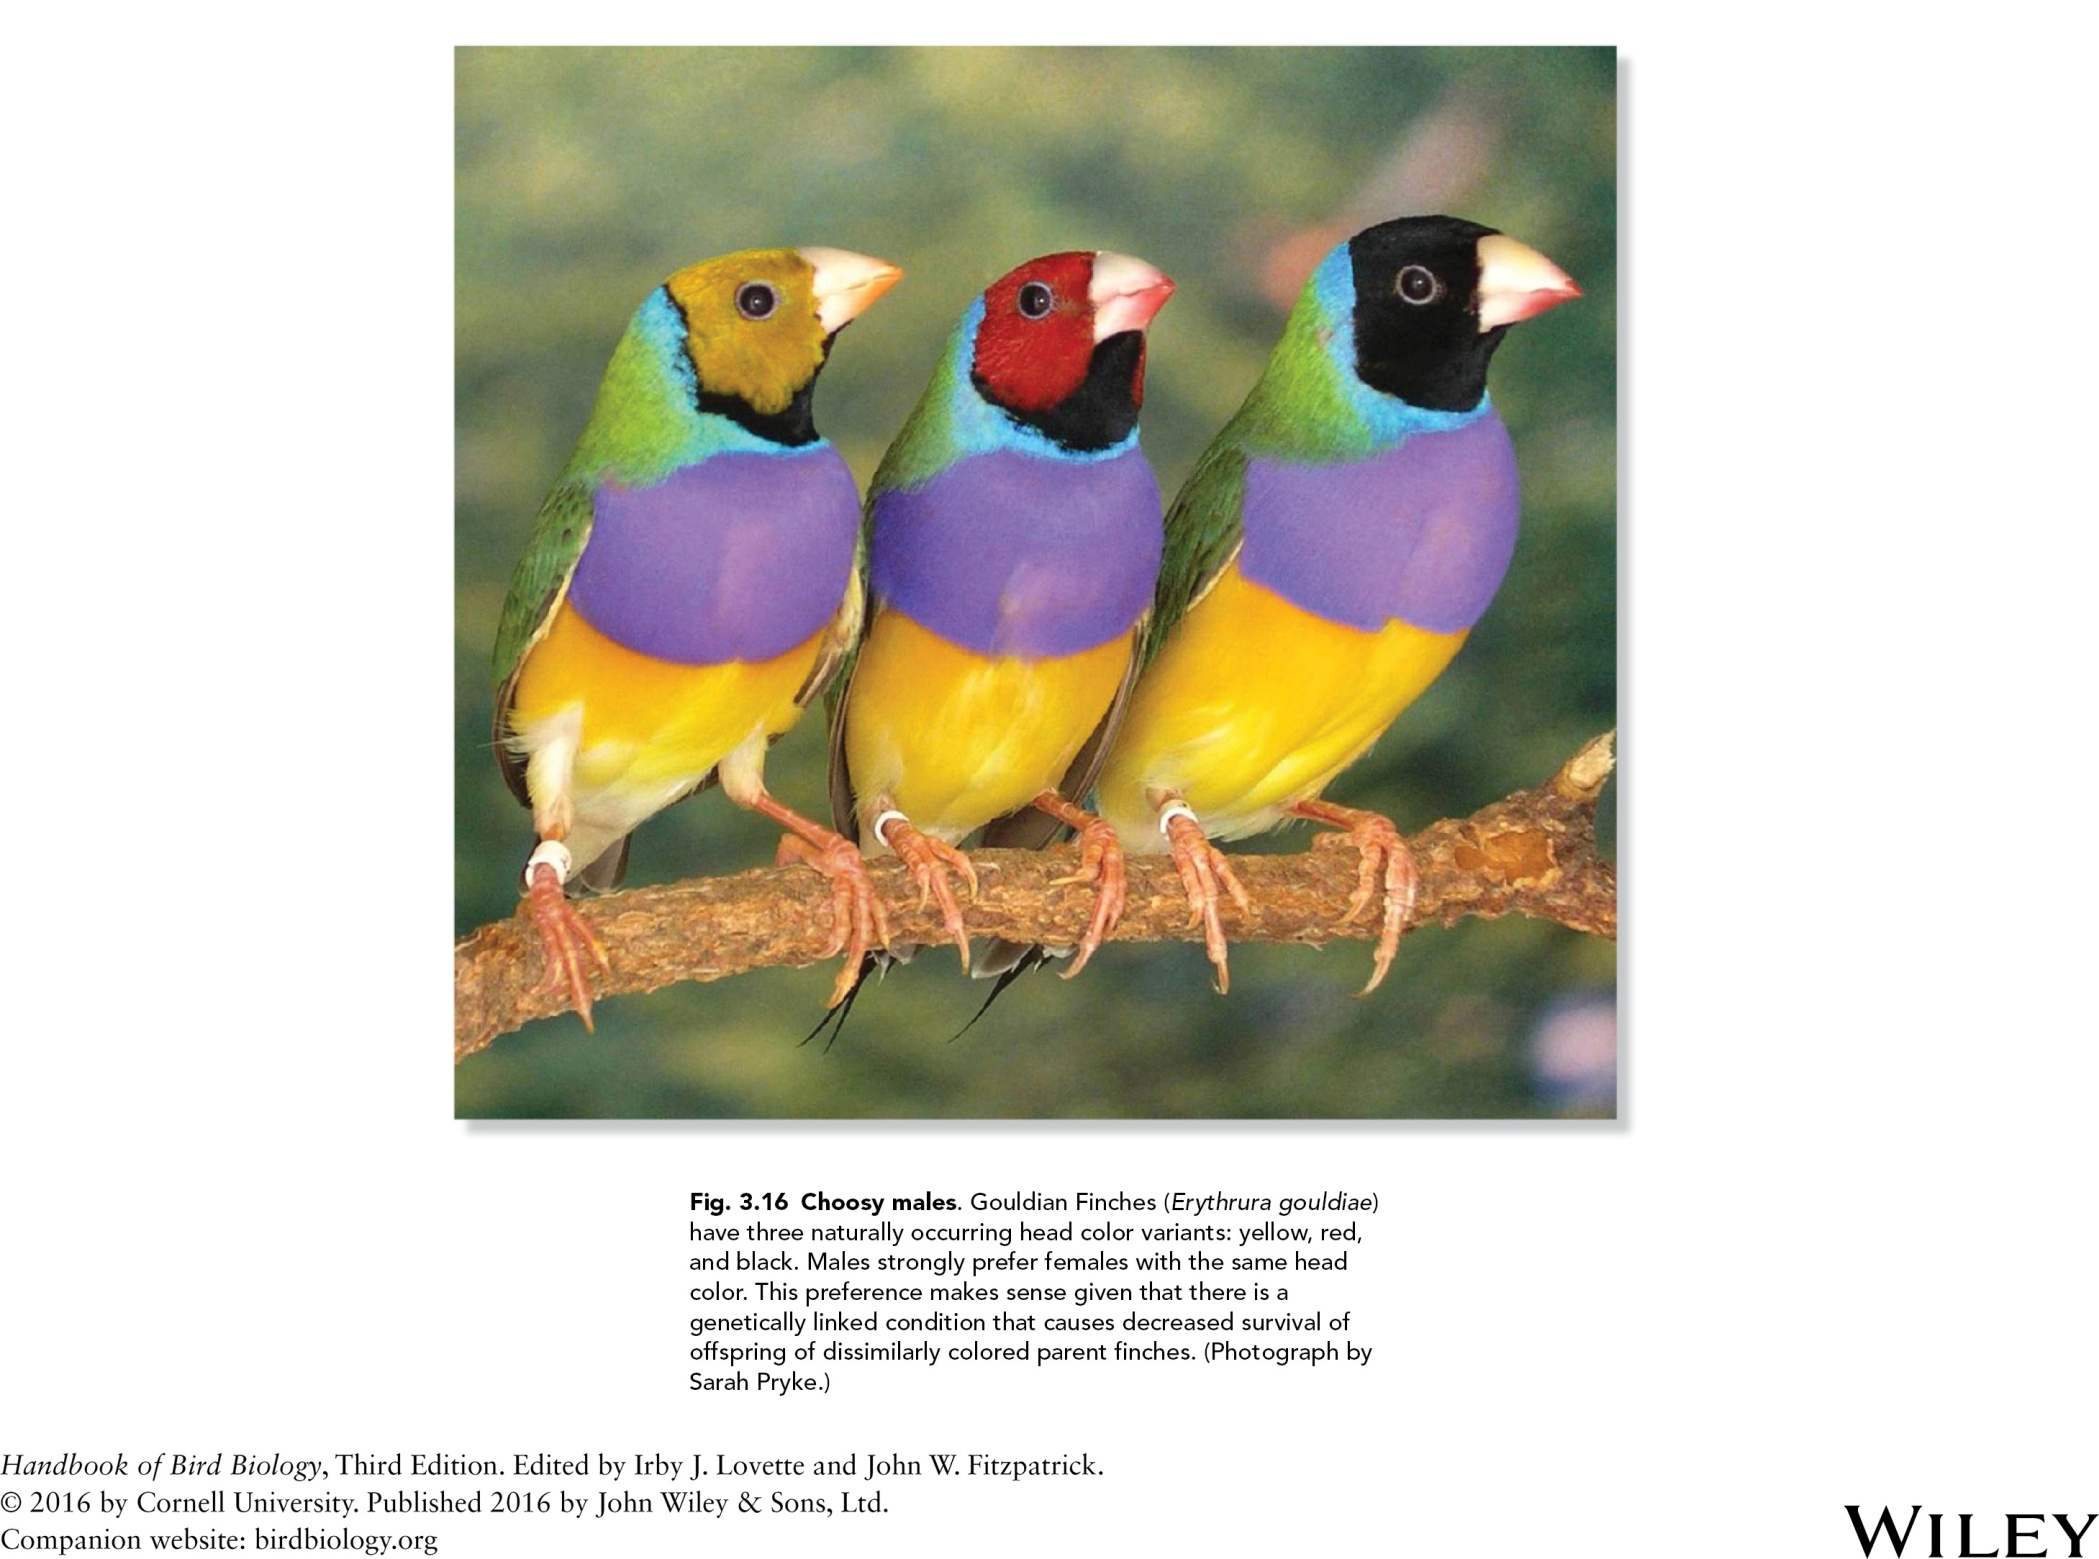 Fig. 3.16 Choosy males. Gouldian Finches (Erythrura gouldiae)
have three naturally occurring head color variants: yellow, red,
and black. Males strongly prefer females with the same head
color. This preference makes sense given that there is a
genetically linked condition that causes decreased survival of
offspring of dissimilarly colored parent finches. (Photograph by
Sarah Pryke.)
Handbook of Bird Biology, Third Edition. Edited by Irby J. Lovette and John W. Fitzpatrick.
© 2016 by Cornell University. Published 2016 by John Wiley & Sons, Ltd.
Companion website: birdbiology.org
WILEY